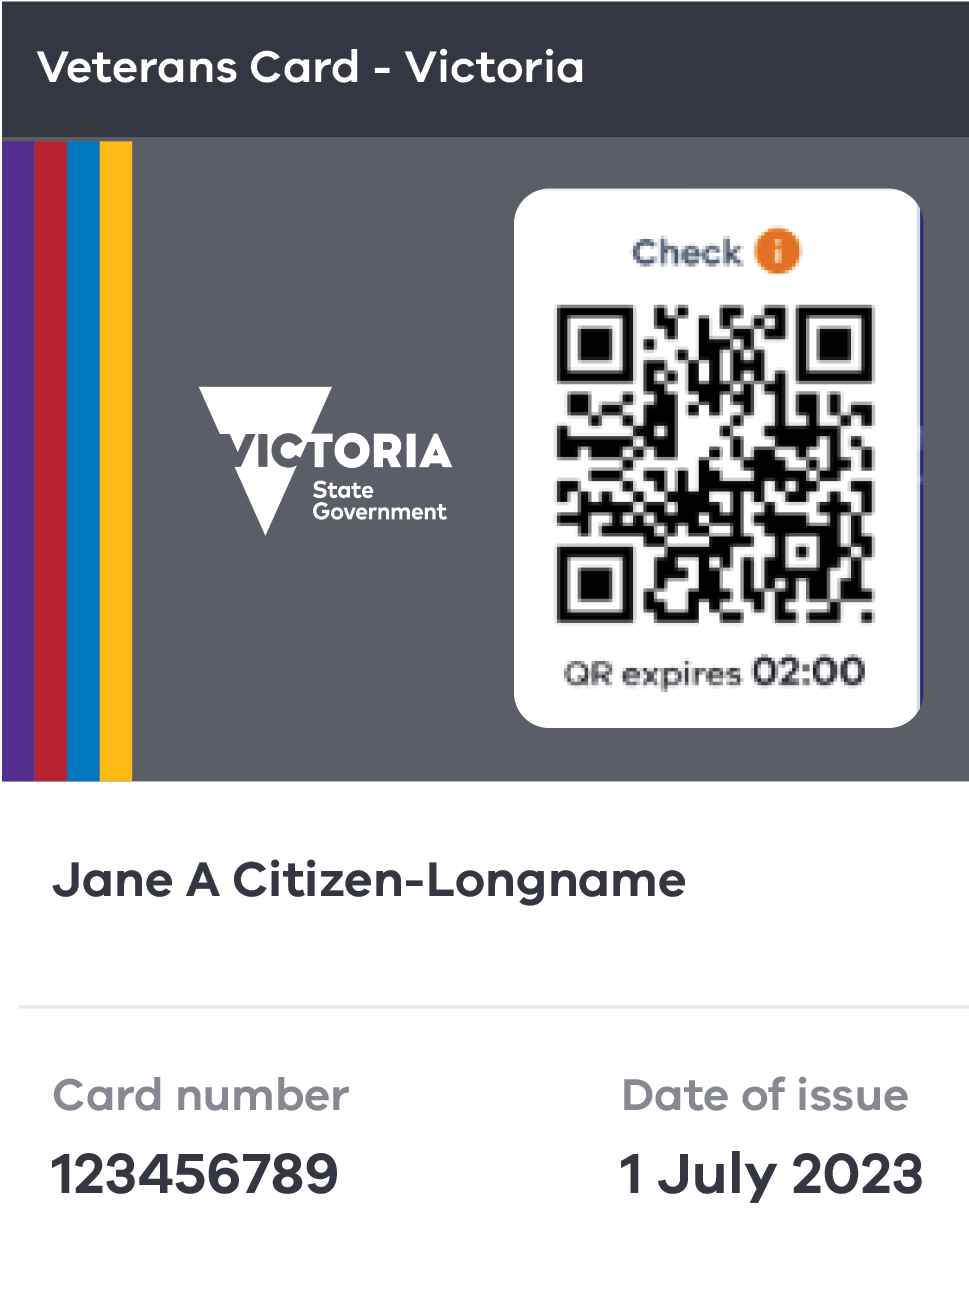 Veterans Card - Victoria
Check i
VICTORIA
State
Government
QR expires 02:00
Jane A Citizen-Longname
Card number
123456789
Date of issue
1 July 2023